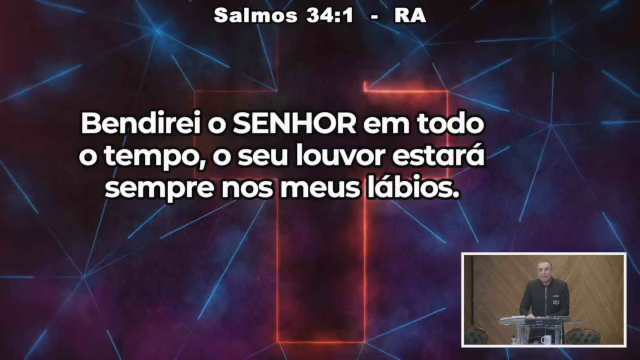 Salmos 34:1 - RA
Bendirei o SENHOR em todo
o tempo, o seu louvor estará
sempre nos meus lábios.